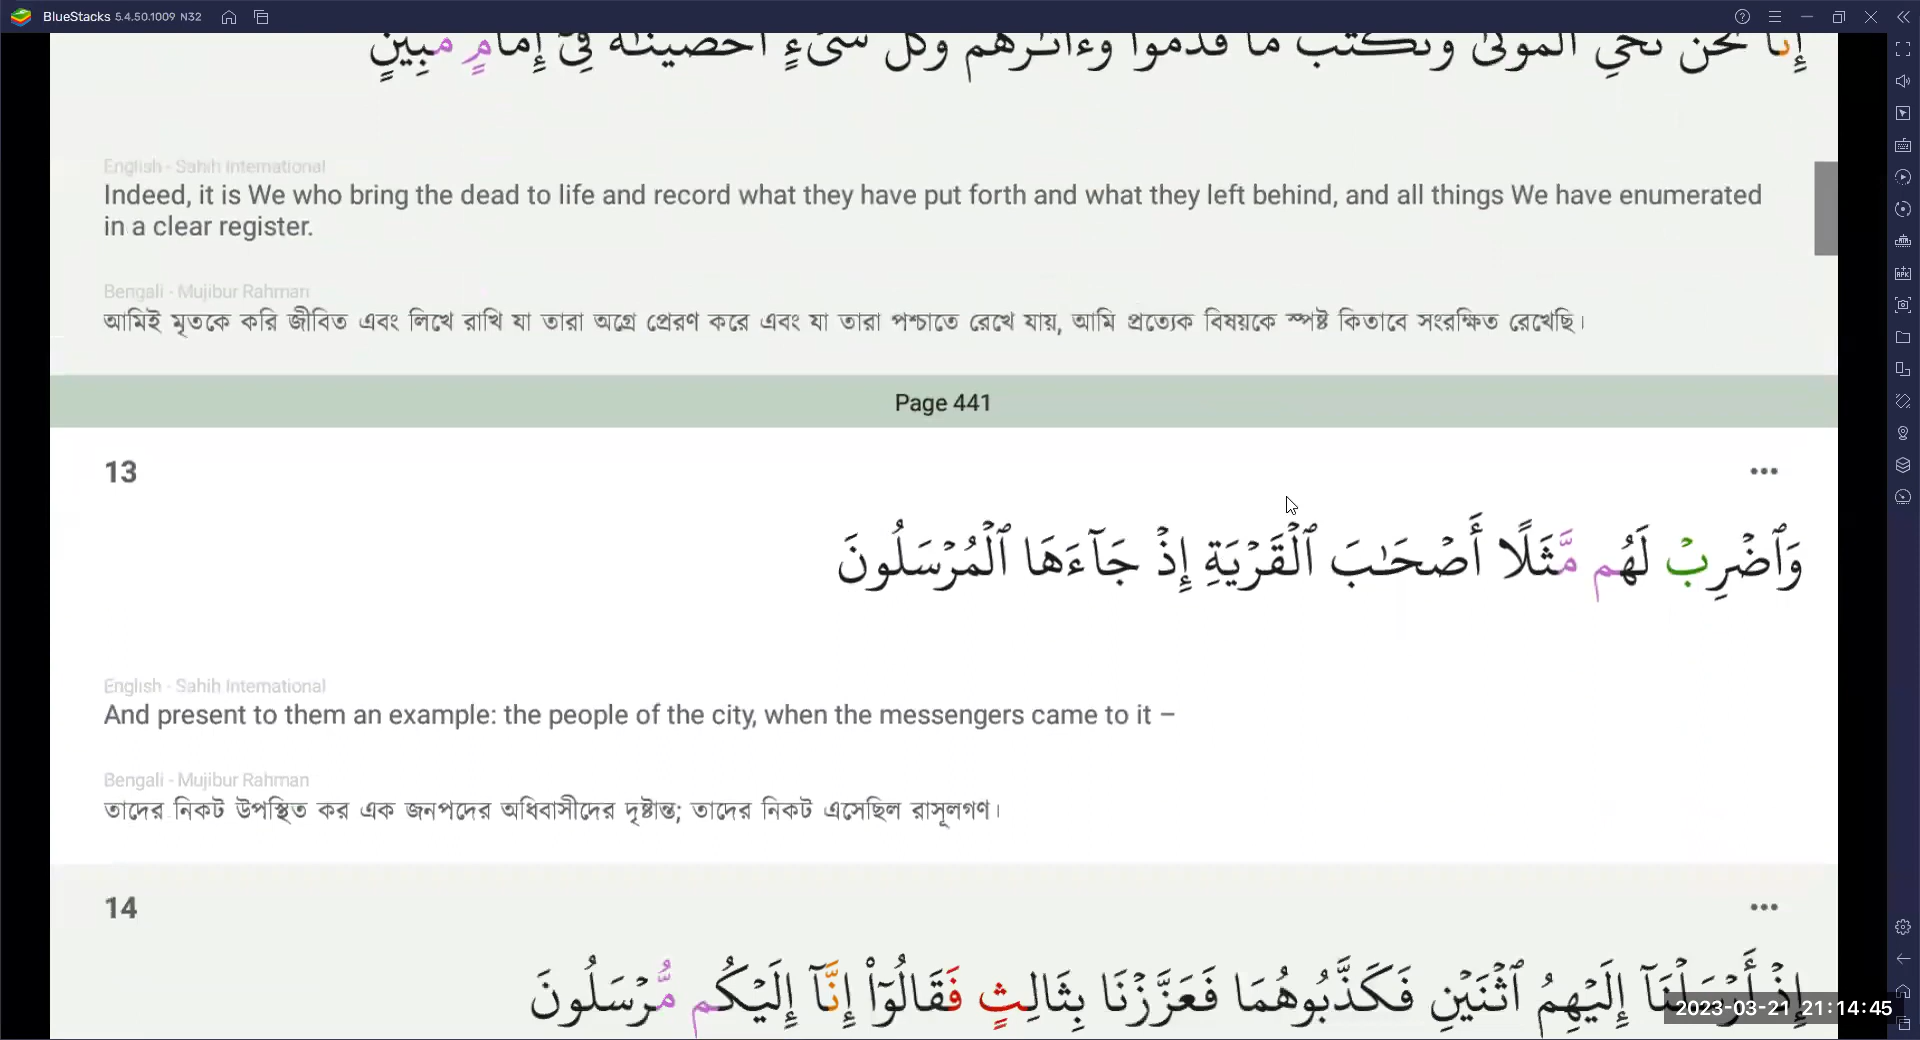 BlueStacks 5.4.50.1009 N32
إِنَّا نَحْنُ نُحْيِ ٱلْمَوْتَىٰ وَنَكْتُبُ مَا قَدَّمُوا۟ وَءَاثَـٰرَهُمْ وَكُلَّ شَىْءٍ أَحْصَيْنَـٰهُ فِىٓ إِمَامٍ مُّبِينٍ
English - Sahih International
Indeed, it is We who bring the dead to life and record what they have put forth and what they left behind, and all things We have enumerated
in a clear register.
Bengali - Mujibur Rahman
আমিই মৃতকে করি জীবিত এবং লিখে রাখি যা তারা অগ্রে প্রেরণ করে এবং যা তারা পশ্চাতে রেখে যায়, আমি প্রত্যেক বিষয়কে স্পষ্ট কিতাবে সংরক্ষিত রেখেছি।
Page 441
13
وَٱضْرِبْ لَهُم مَّثَلًا أَصْحَـٰبَ ٱلْقَرْيَةِ إِذْ جَآءَهَا ٱلْمُرْسَلُونَ
English - Sahih International
And present to them an example: the people of the city, when the messengers came to it –
Bengali - Mujibur Rahman
তাদের নিকট উপস্থিত কর এক জনপদের অধিবাসীদের দৃষ্টান্ত; তাদের নিকট এসেছিল রাসূলগণ।
14
إِذْ أَرْسَلْنَآ إِلَيْهِمُ ٱثْنَيْنِ فَكَذَّبُوهُمَا فَعَزَّزْنَا بِثَالِثٍ فَقَالُوٓا۟ إِنَّآ إِلَيْكُم مُّرْسَلُونَ
2023-03-21 21:14:45